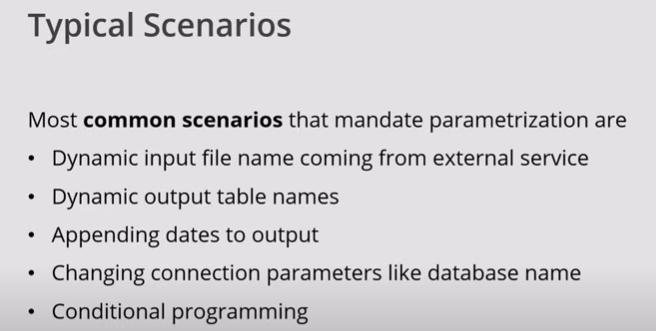 Typical Scenarios
Most common scenarios that mandate parametrization are
• Dynamic input file name coming from external service
• Dynamic output table names
• Appending dates to output
• Changing connection parameters like database name
• Conditional programming